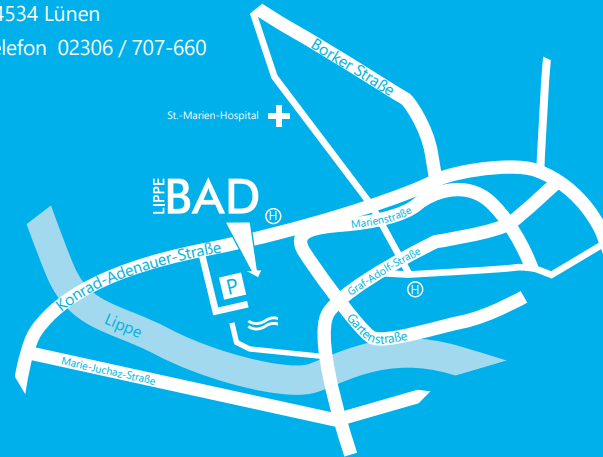 4534 Lünen
elefon 02306 / 707-660
Borker Straße
St.-Marien-Hospital
LIPPE
BAD
H
Marienstraße
Konrad-Adenauer-Straße
Graf-Adolf-Straße
P
H
Lippe
Gartenstraße
Marie-Juchaz-Straße